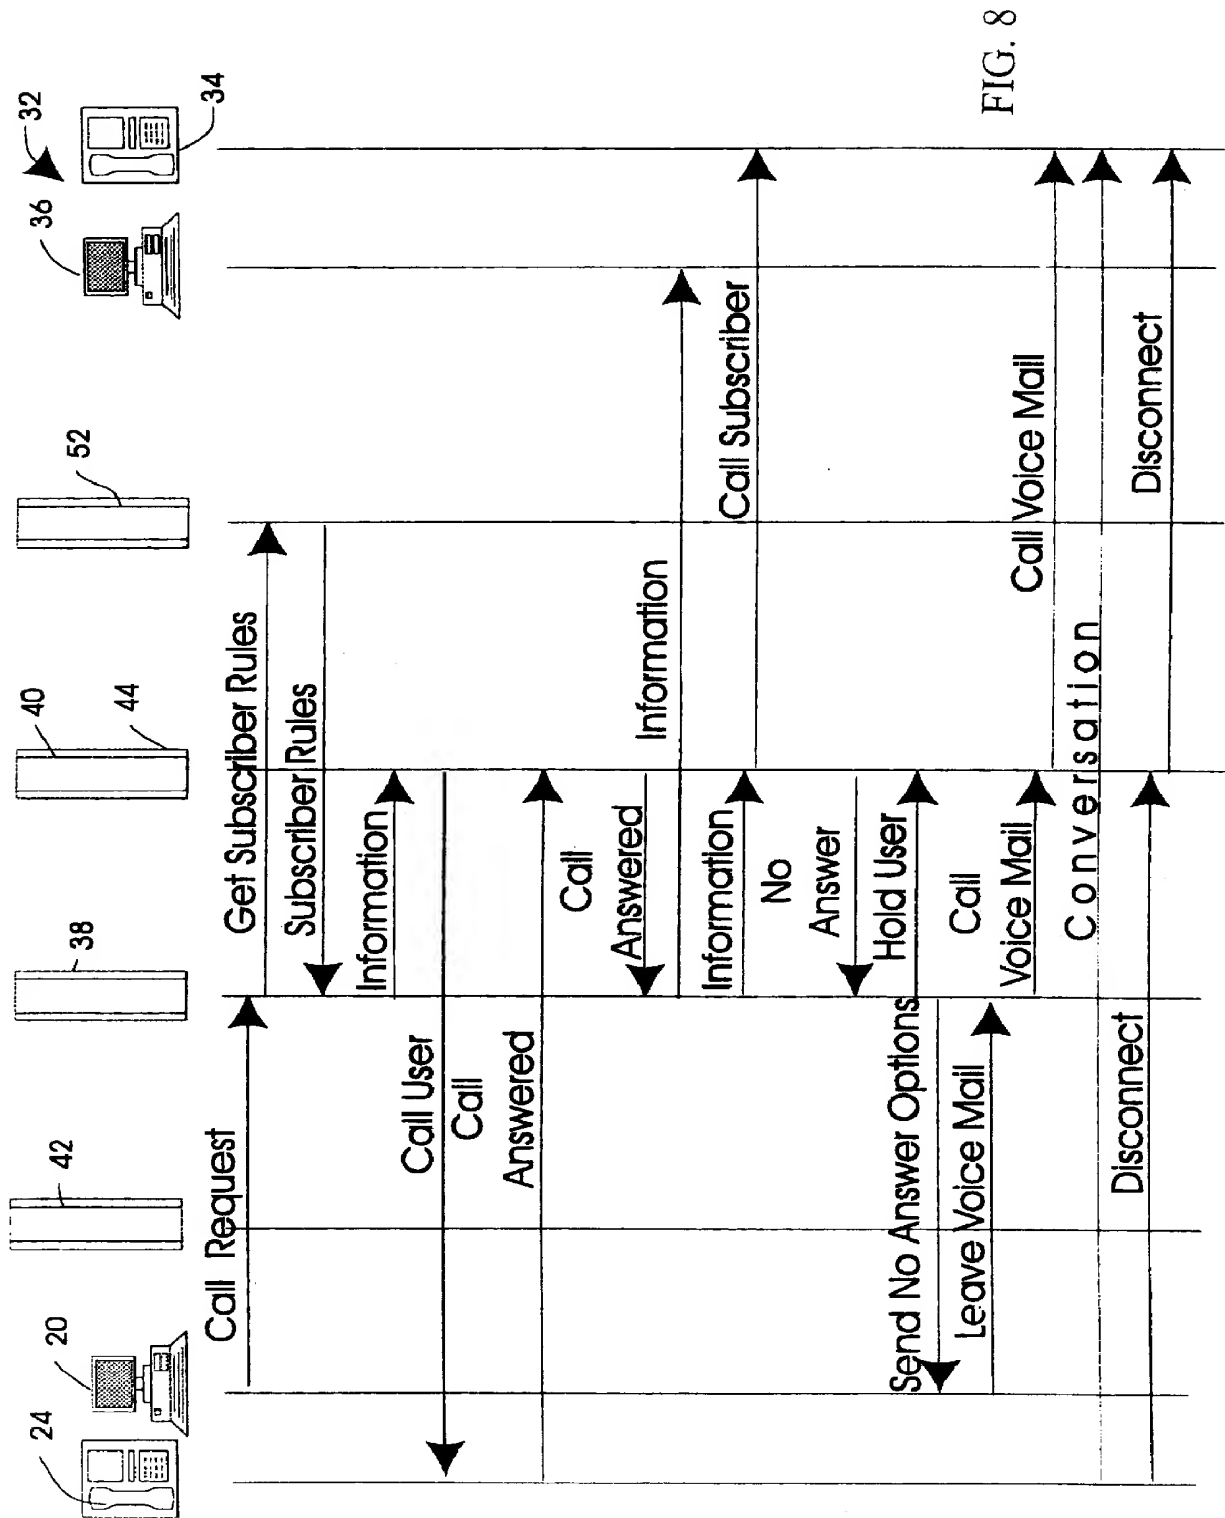 24
20
42
38
40
44
52
36
32
34
Call Request
Get Subscriber Rules
Subscriber Rules
Information
Call User
Call
Answered
Call
Answered
Information
Information
Call Subscriber
No
Answer
Hold User
Send No Answer Options
Leave Voice Mail
Call
Voice Mail
Call Voice Mail
Conversation
Disconnect
Disconnect
FIG. 8